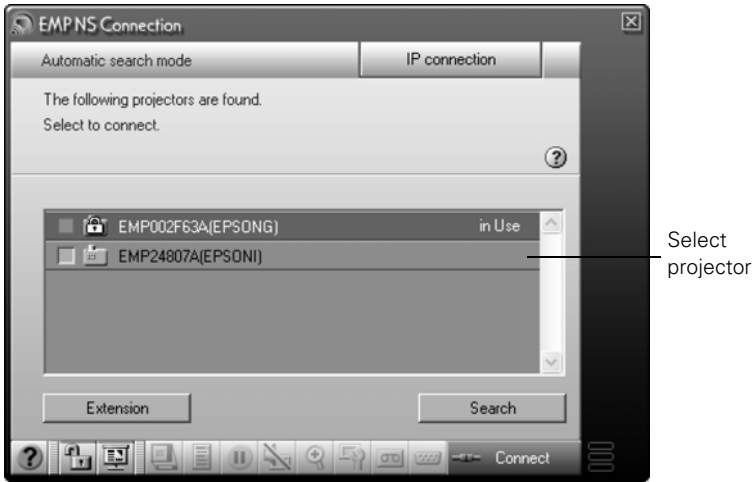 EMP NS Connection
Automatic search mode
IP connection
The following projectors are found.
Select to connect.
EMP002F63A(EPSONG)
in Use
EMP24807A(EPSONI)
Select
projector
Extension
Search
Connect